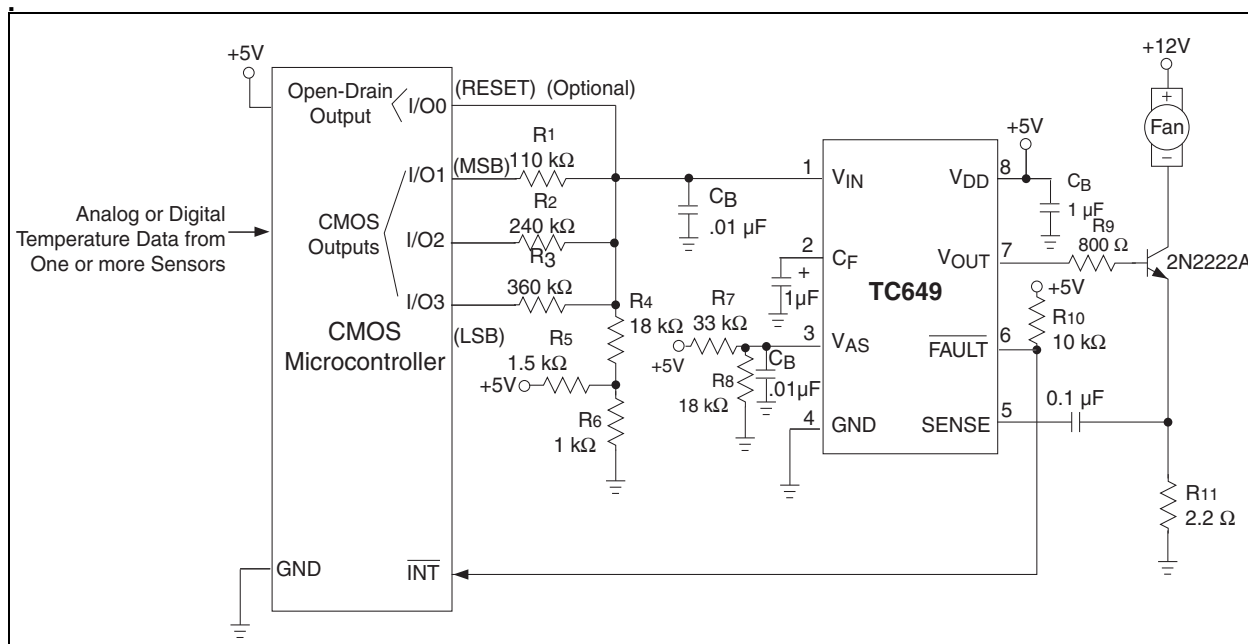 +5V
Open-Drain
Output
I/O0
(RESET) (Optional)
R1
110 kΩ
I/O1
(MSB)
R2
240 kΩ
CMOS
Outputs
I/O2
R3
360 kΩ
I/O3
(LSB)
Analog or Digital
Temperature Data from
One or more Sensors
CMOS
Microcontroller
R4
18 kΩ
R5
1.5 kΩ
+5V
R6
1 kΩ
GND
INT
CB
.01 µF
1
VIN
2
CF
+
1µF
R7
33 kΩ
+5V
3
VAS
CB
.01µF
R8
18 kΩ
4
GND
TC649
+5V
8
VDD
CB
1 µF
7
VOUT
R9
800 Ω
+5V
R10
10 kΩ
6
FAULT
5
SENSE
0.1 µF
+12V
+
Fan
–
2N2222A
R11
2.2 Ω